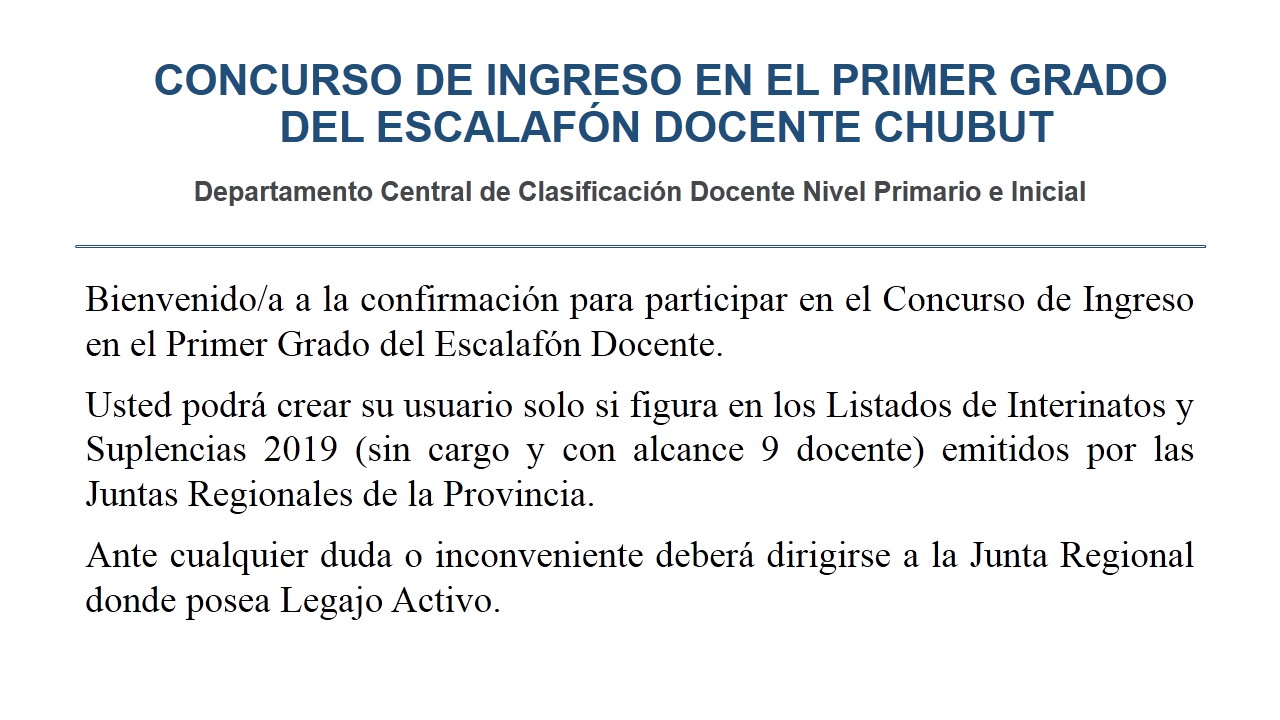 CONCURSO DE INGRESO EN EL PRIMER GRADO
DEL ESCALAFÓN DOCENTE CHUBUT
Departamento Central de Clasificación Docente Nivel Primario e Inicial
Bienvenido/a a la confirmación para participar en el Concurso de Ingreso
en el Primer Grado del Escalafón Docente.
Usted podrá crear su usuario solo si figura en los Listados de Interinatos y
Suplencias 2019 (sin cargo y con alcance 9 docente) emitidos por las
Juntas Regionales de la Provincia.
Ante cualquier duda o inconveniente deberá dirigirse a la Junta Regional
donde posea Legajo Activo.